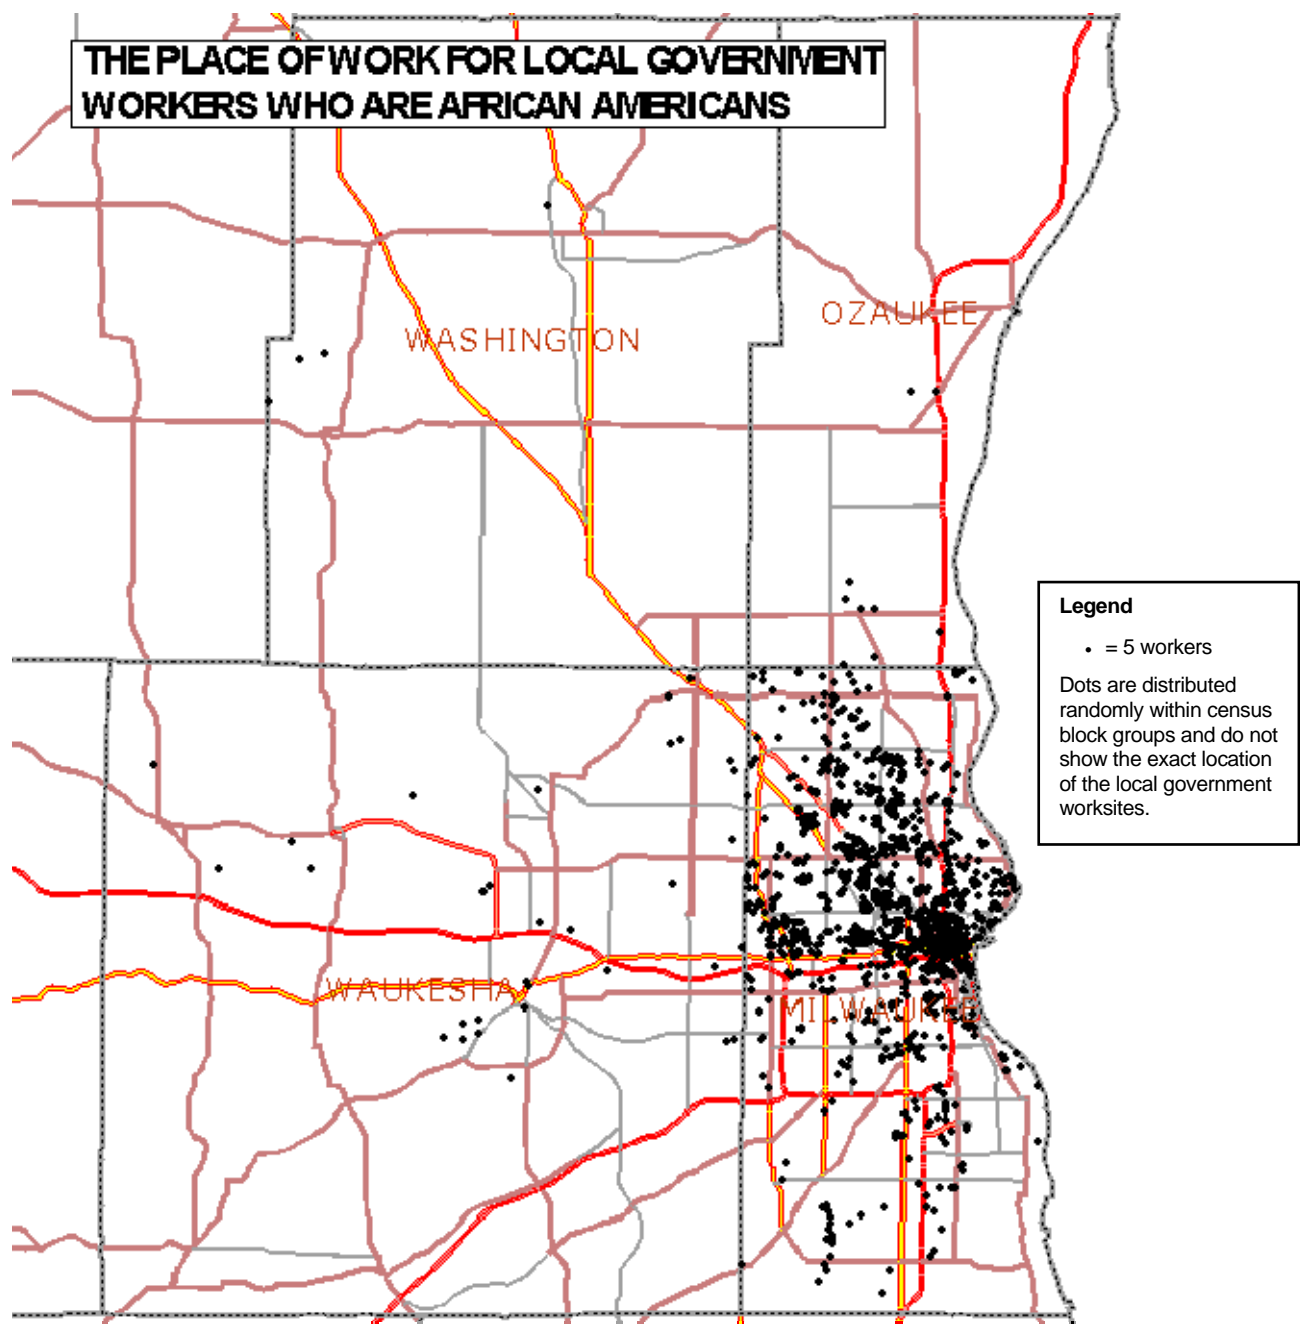 THE PLACE OF WORK FOR LOCAL GOVERNMENT
WORKERS WHO ARE AFRICAN AMERICANS
OZAUKEE
WASHINGTON
Legend
• = 5 workers
Dots are distributed
randomly within census
block groups and do not
show the exact location
of the local government
worksites.
WAUKESHA
MILWAUKEE